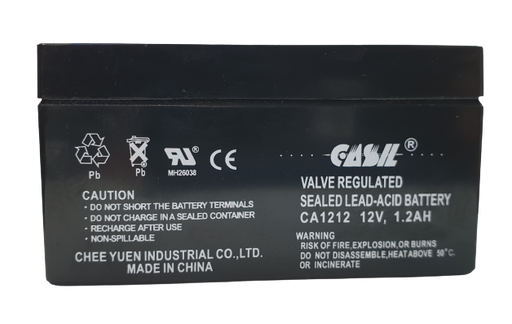 Pb
Pb
MH26038
CE
CAUTION
• DO NOT SHORT THE BATTERY TERMINALS
• DO NOT CHARGE IN A SEALED CONTAINER
• RECHARGE AFTER USE
• NON-SPILLABLE
CHEE YUEN INDUSTRIAL CO.,LTD.
MADE IN CHINA
CASIL®
VALVE REGULATED
SEALED LEAD-ACID BATTERY
CA1212 12V, 1.2AH
WARNING
RISK OF FIRE,EXPLOSION,OR BURNS
DO NOT DISASSEMBLE,HEAT ABOVE 50°C.
OR INCINERATE